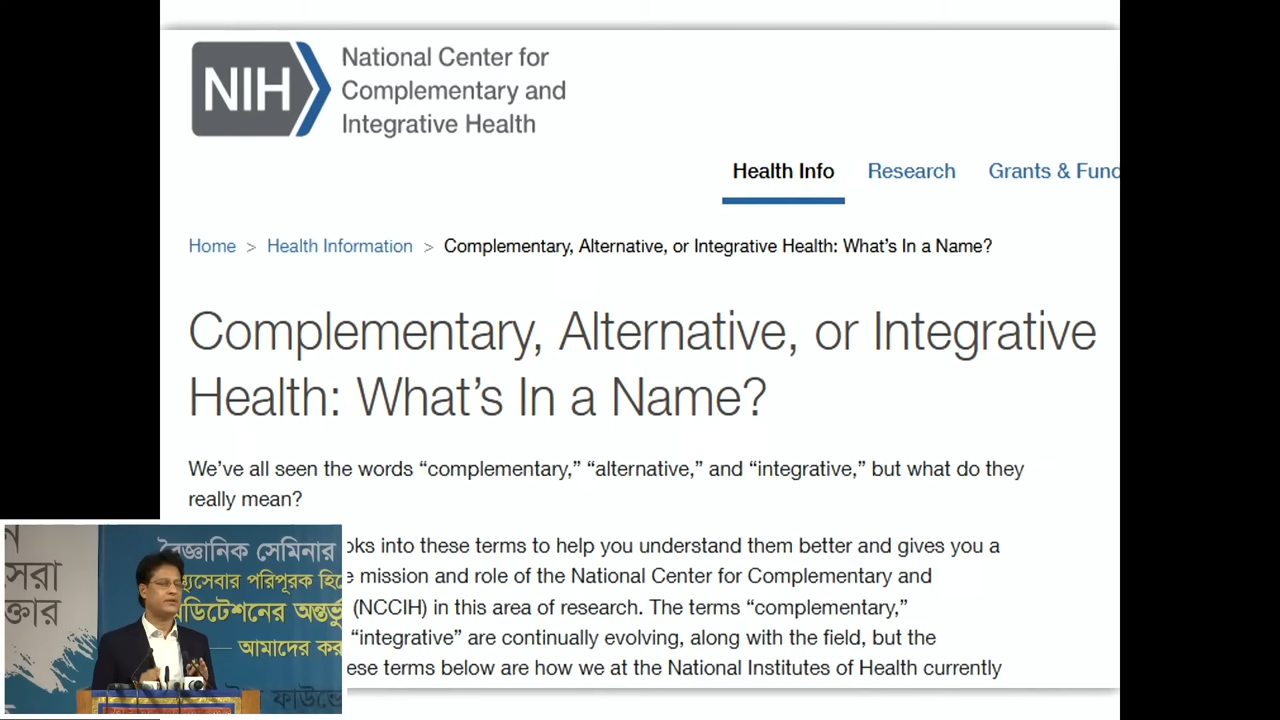 NIH
National Center for
Complementary and
Integrative Health
Health Info Research Grants &
Home > Health Information > Complementary, Alternative, or Integrative Health: What's In a Name?
Complementary, Alternative, or Integrative
Health: What's In a Name?
We've all seen the words “complementary,” “alternative,” and “integrative,” but what do they
really mean?
into these terms to help you understand them better and gives you a
mission and role of the National Center for Complementary and
(NCCIH) in this area of research. The terms “complementary,”
“integrative” are continually evolving, along with the field, but the
terms below are how we at the National Institutes of Health currently
বৈজ্ঞানিক সেমিনার
পরিপূরক
আমাদের